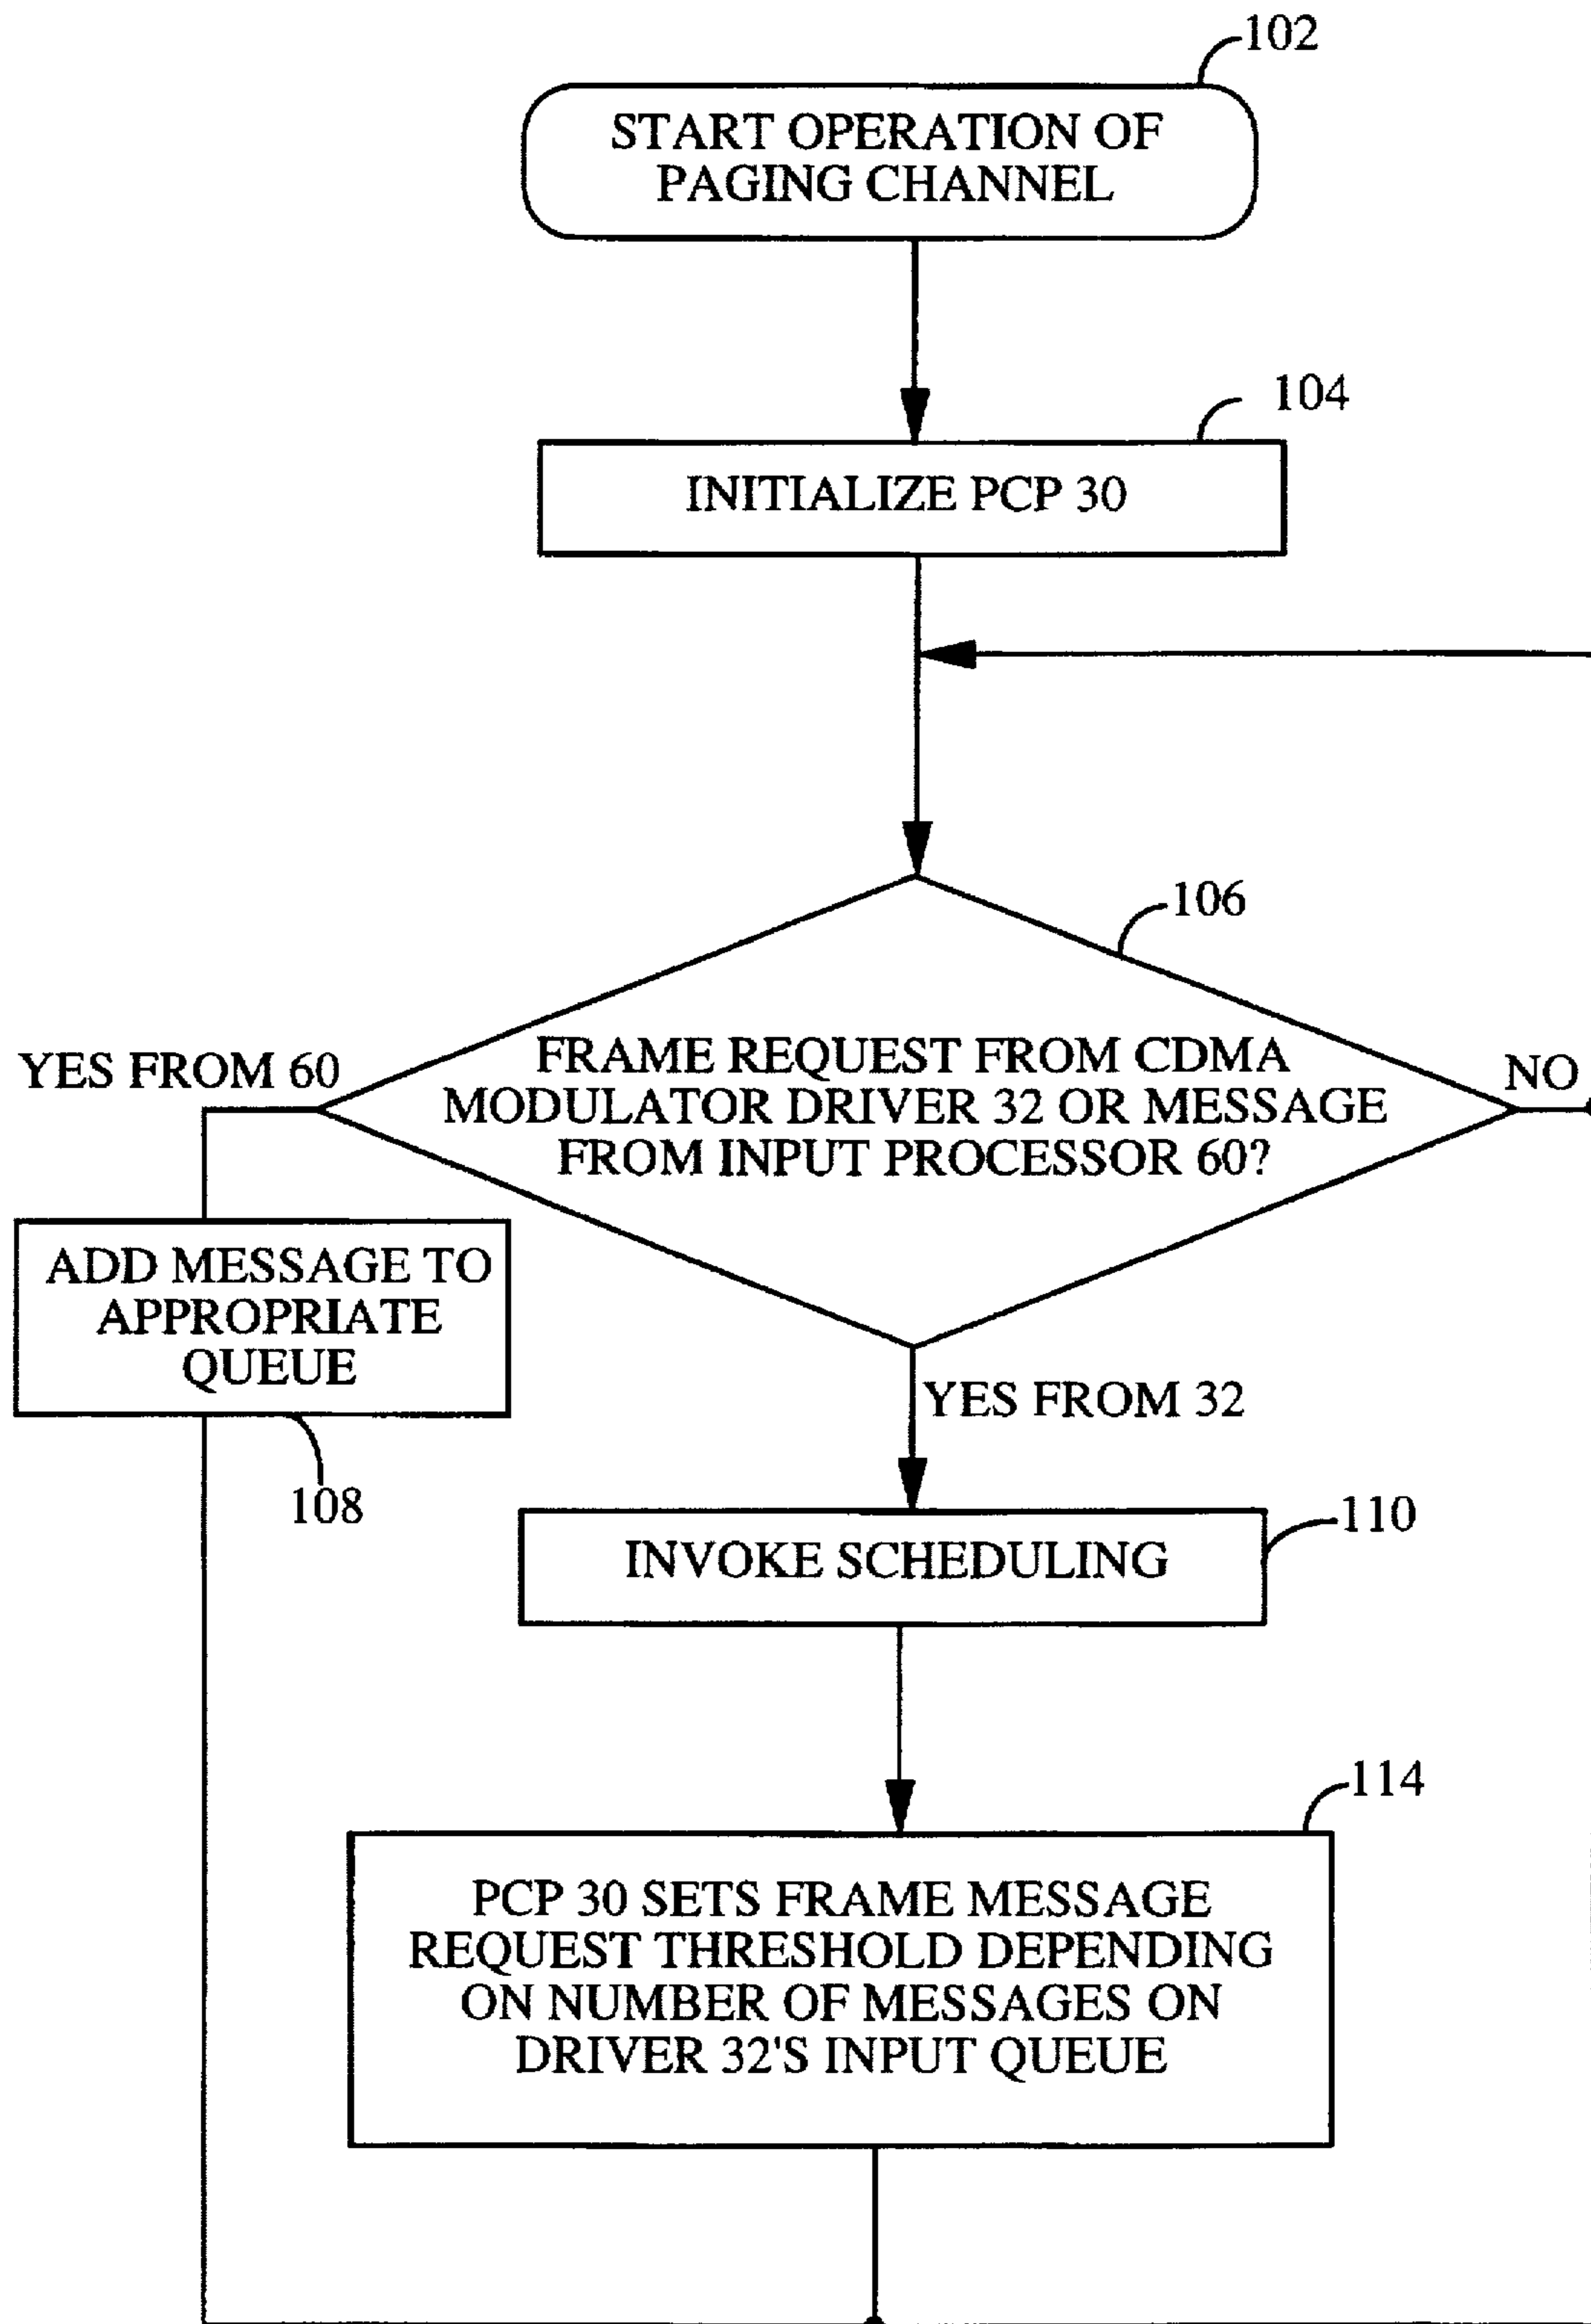 102
START OPERATION OF
PAGING CHANNEL
104
INITIALIZE PCP 30
106
YES FROM 60
FRAME REQUEST FROM CDMA
MODULATOR DRIVER 32 OR MESSAGE
FROM INPUT PROCESSOR 60?
NO
ADD MESSAGE TO
APPROPRIATE
QUEUE
108
YES FROM 32
110
INVOKE SCHEDULING
114
PCP 30 SETS FRAME MESSAGE
REQUEST THRESHOLD DEPENDING
ON NUMBER OF MESSAGES ON
DRIVER 32'S INPUT QUEUE